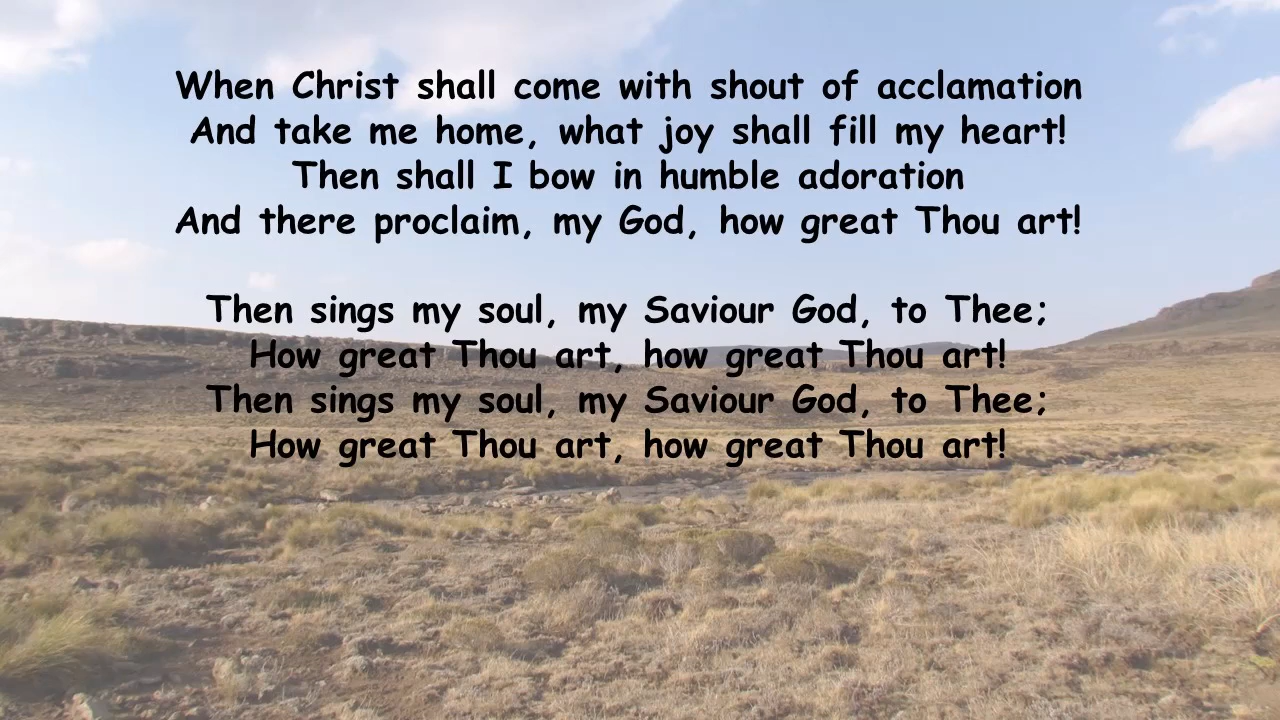 When Christ shall come with shout of acclamation
And take me home, what joy shall fill my heart!
Then shall I bow in humble adoration
And there proclaim, my God, how great Thou art!
Then sings my soul, my Saviour God, to Thee;
How great Thou art, how great Thou art!
Then sings my soul, my Saviour God, to Thee;
How great Thou art, how great Thou art!